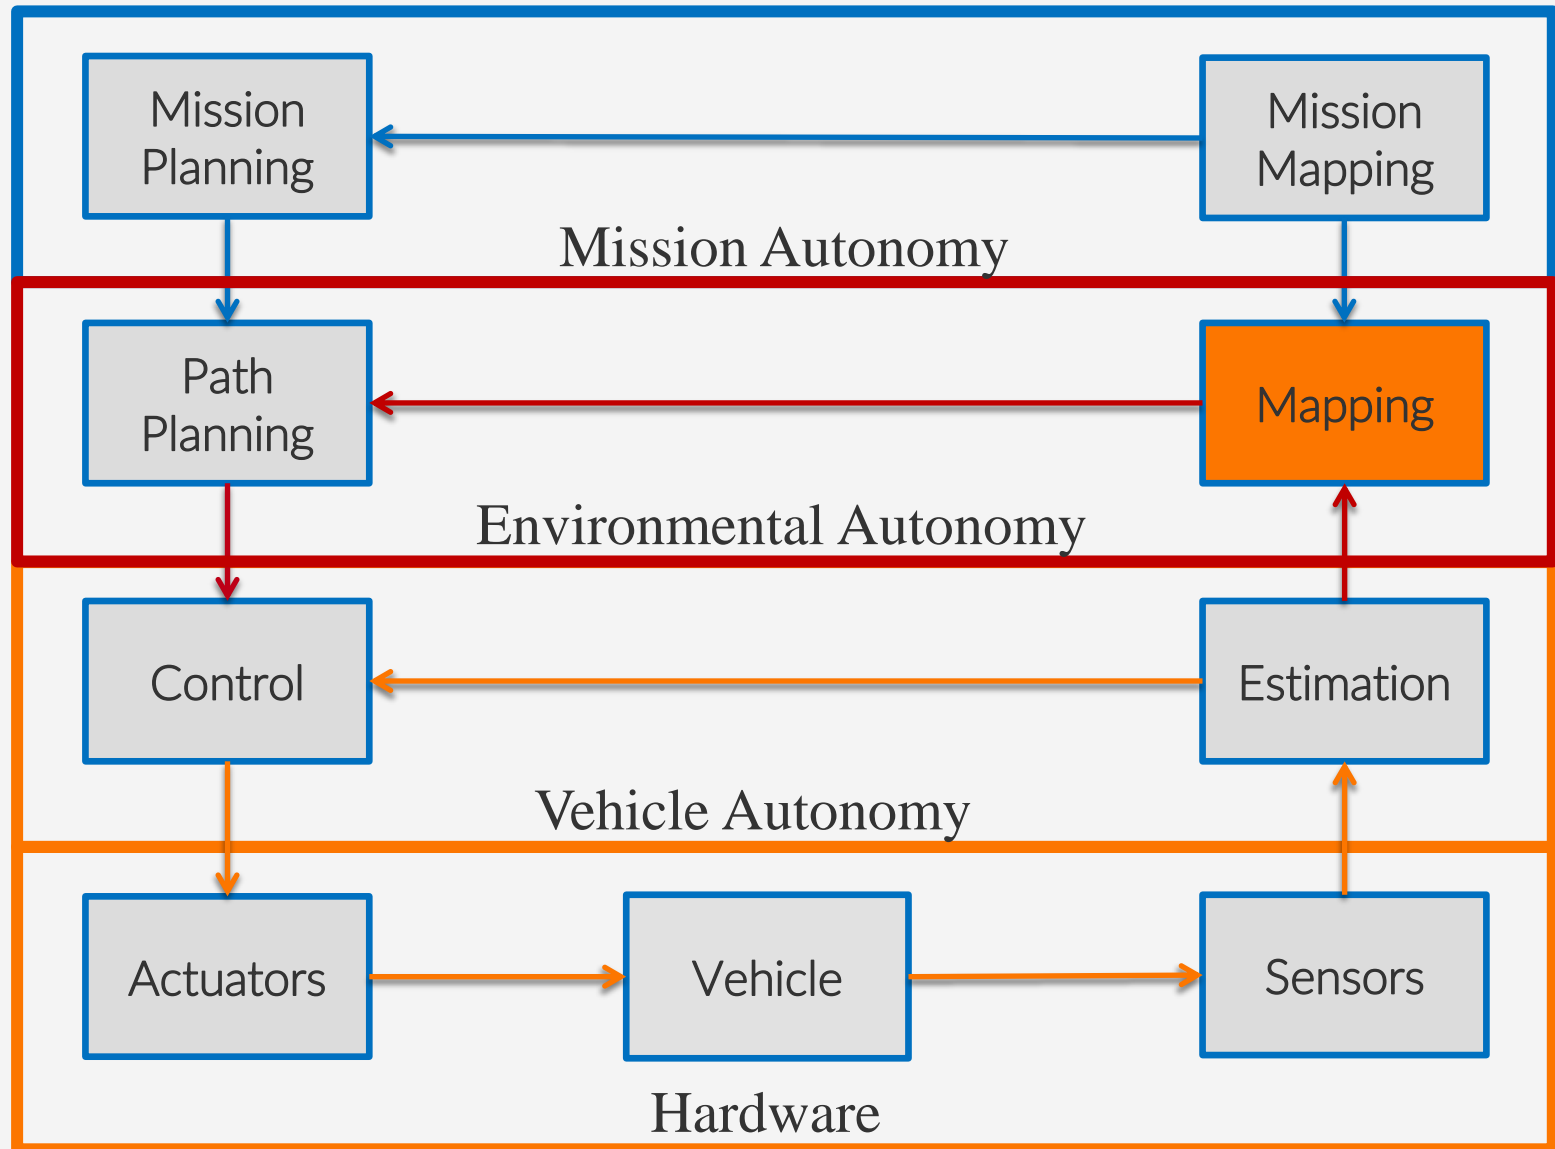 Mission
Planning
Mission
Mapping
Mission Autonomy
Path
Planning
Mapping
Environmental Autonomy
Control
Estimation
Vehicle Autonomy
Actuators
Vehicle
Sensors
Hardware